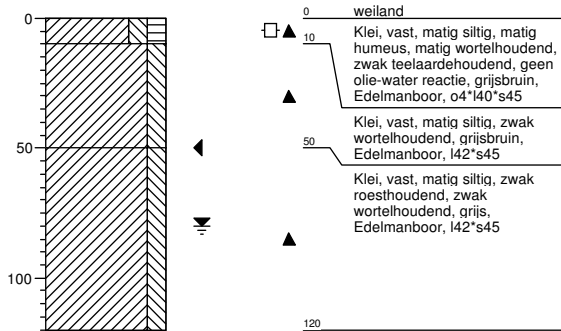 0
50
100
0 weiland
10
Klei, vast, matig siltig, matig
humeus, matig wortelhoudend,
zwak teelaardehoudend, geen
olie-water reactie, grijsbruin,
Edelmanboor, o4*l40*s45
50
Klei, vast, matig siltig, zwak
wortelhoudend, grijsbruin,
Edelmanboor, l42*s45
Klei, vast, matig siltig, zwak
roesthoudend, zwak
wortelhoudend, grijs,
Edelmanboor, l42*s45
120